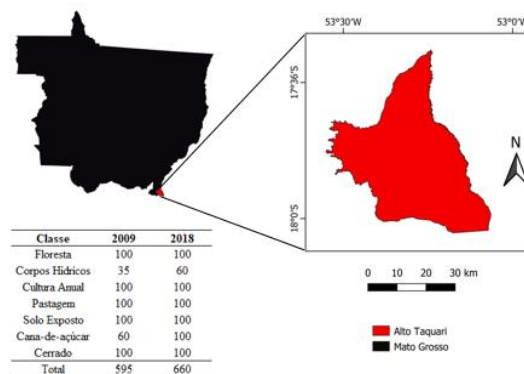 53°30'W 53°0'W
17°36'S
18°0'S
N
Classe 2009 2018
Floresta 100 100
Corpos Hídricos 35 60
Cultura Anual 100 100
Pastagem 100 100
Solo Exposto 100 100
Cana-de-açúcar 60 100
Cerrado 100 100
Total 595 660
0 10 20 30 km
Alto Taquari
Mato Grosso